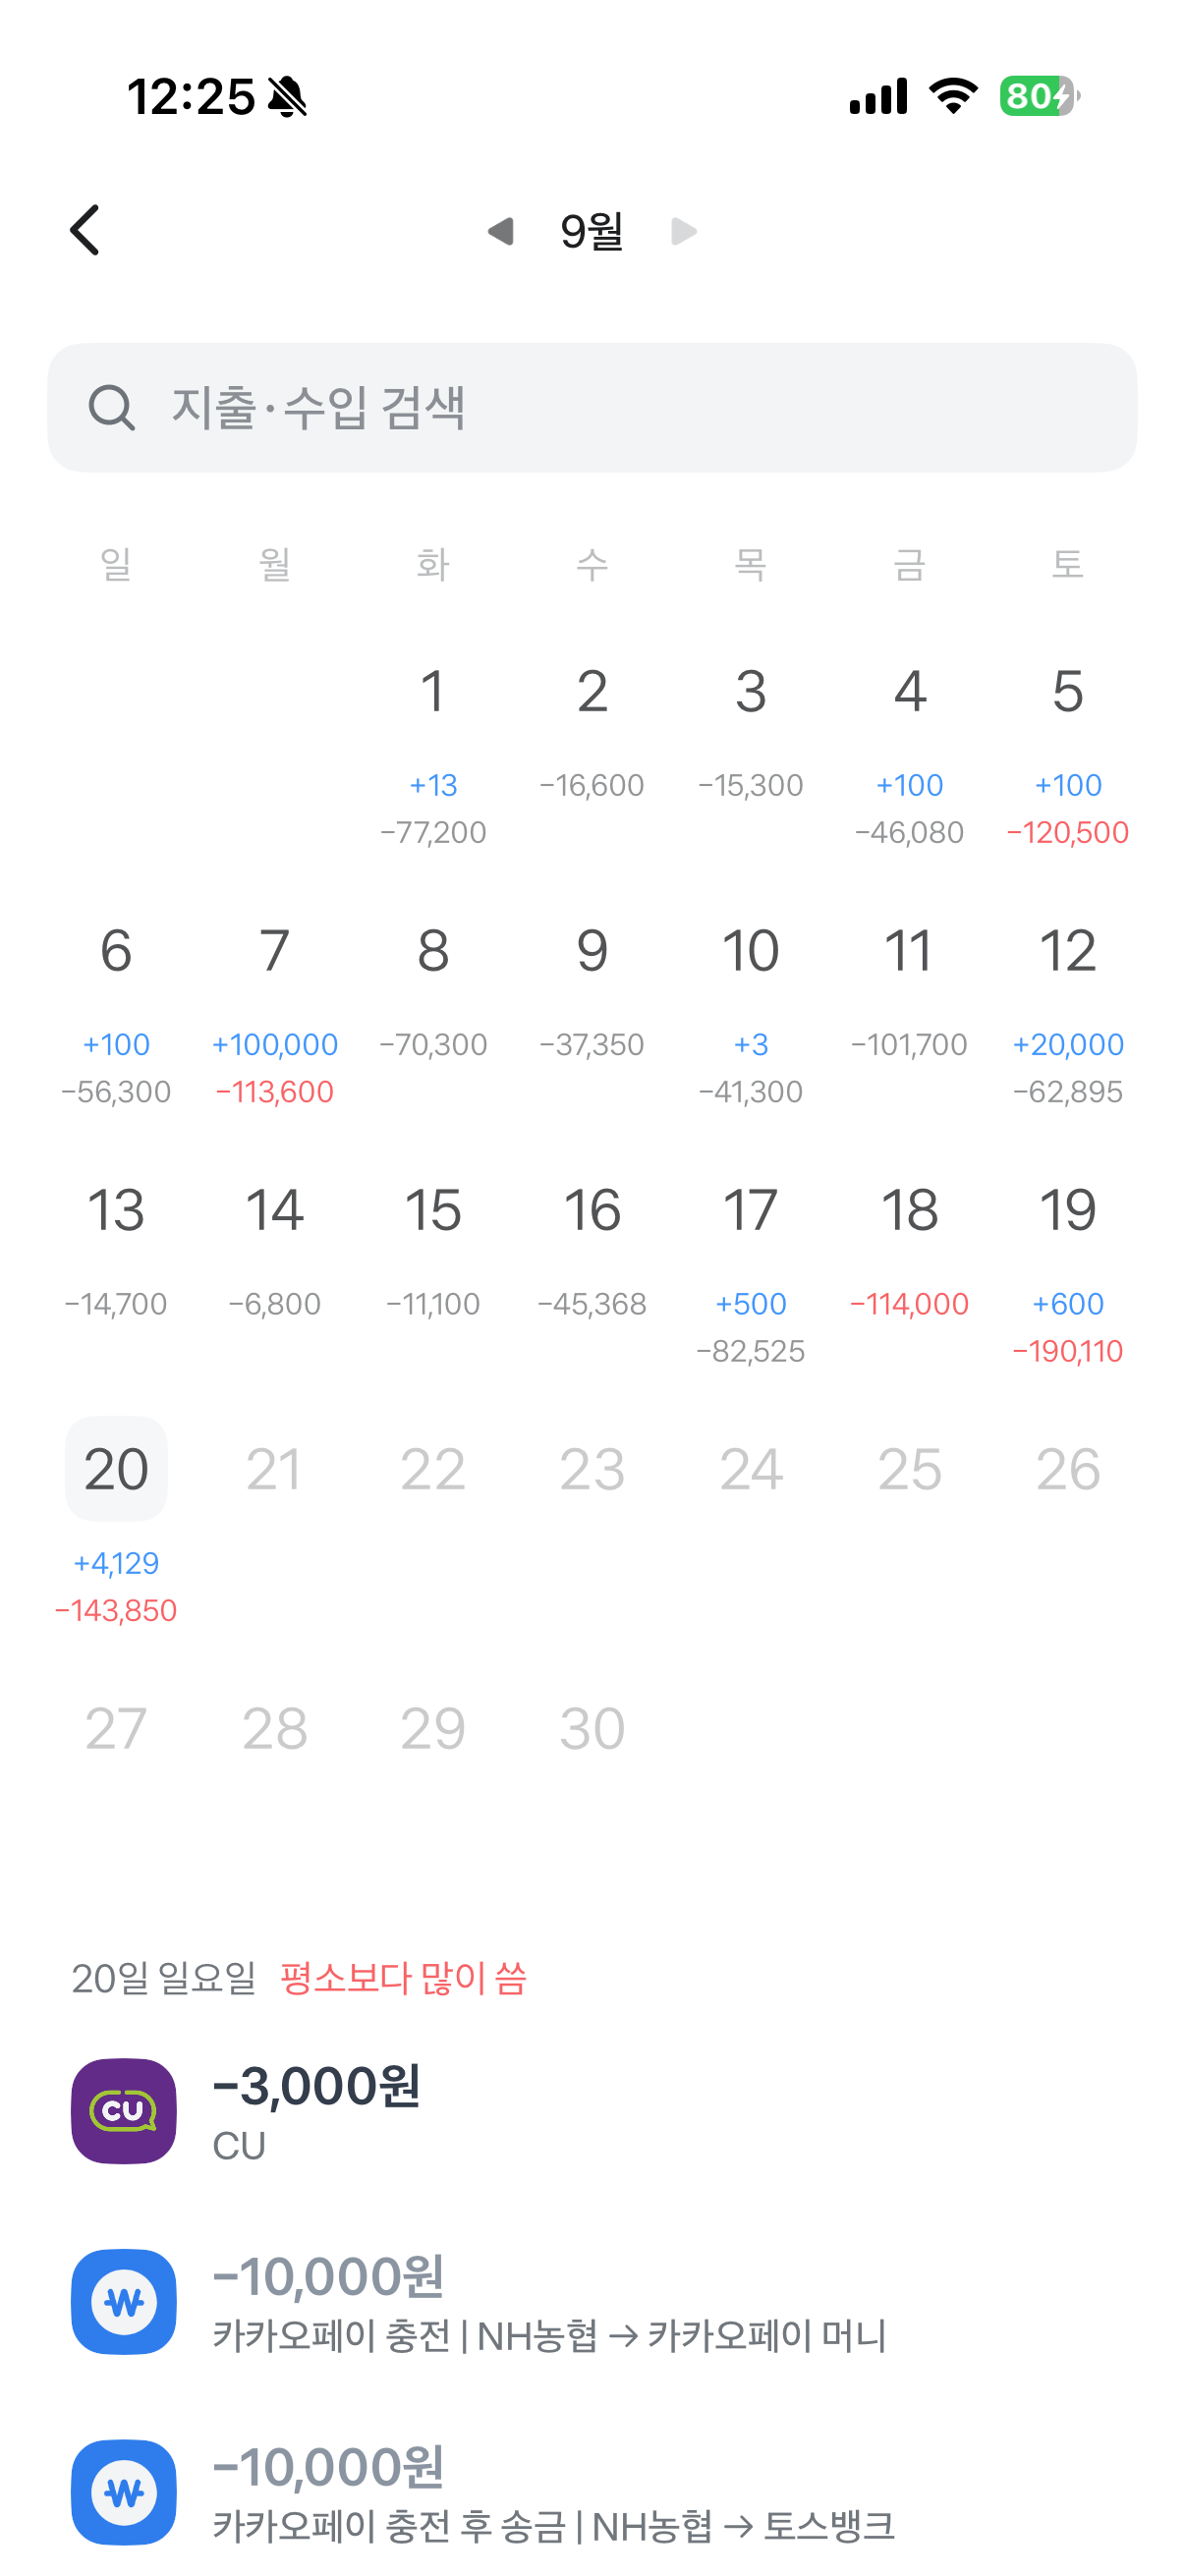 12:25
80
9월
지출·수입 검색
일 월 화 수 목 금 토
1 2 3 4 5
+13 −16,600 −15,300 +100 +100
−77,200 −46,080 −120,500
6 7 8 9 10 11 12
+100 +100,000 −70,300 −37,350 +3 −101,700 +20,000
−56,300 −113,600 −41,300 −62,895
13 14 15 16 17 18 19
−14,700 −6,800 −11,100 −45,368 +500 −114,000 +600
−82,525 −190,110
20 21 22 23 24 25 26
+4,129
−143,850
27 28 29 30
20일 일요일 평소보다 많이 씀
CU
−3,000원
CU
−10,000원
카카오페이 충전 | NH농협 → 카카오페이 머니
−10,000원
카카오페이 충전 후 송금 | NH농협 → 토스뱅크